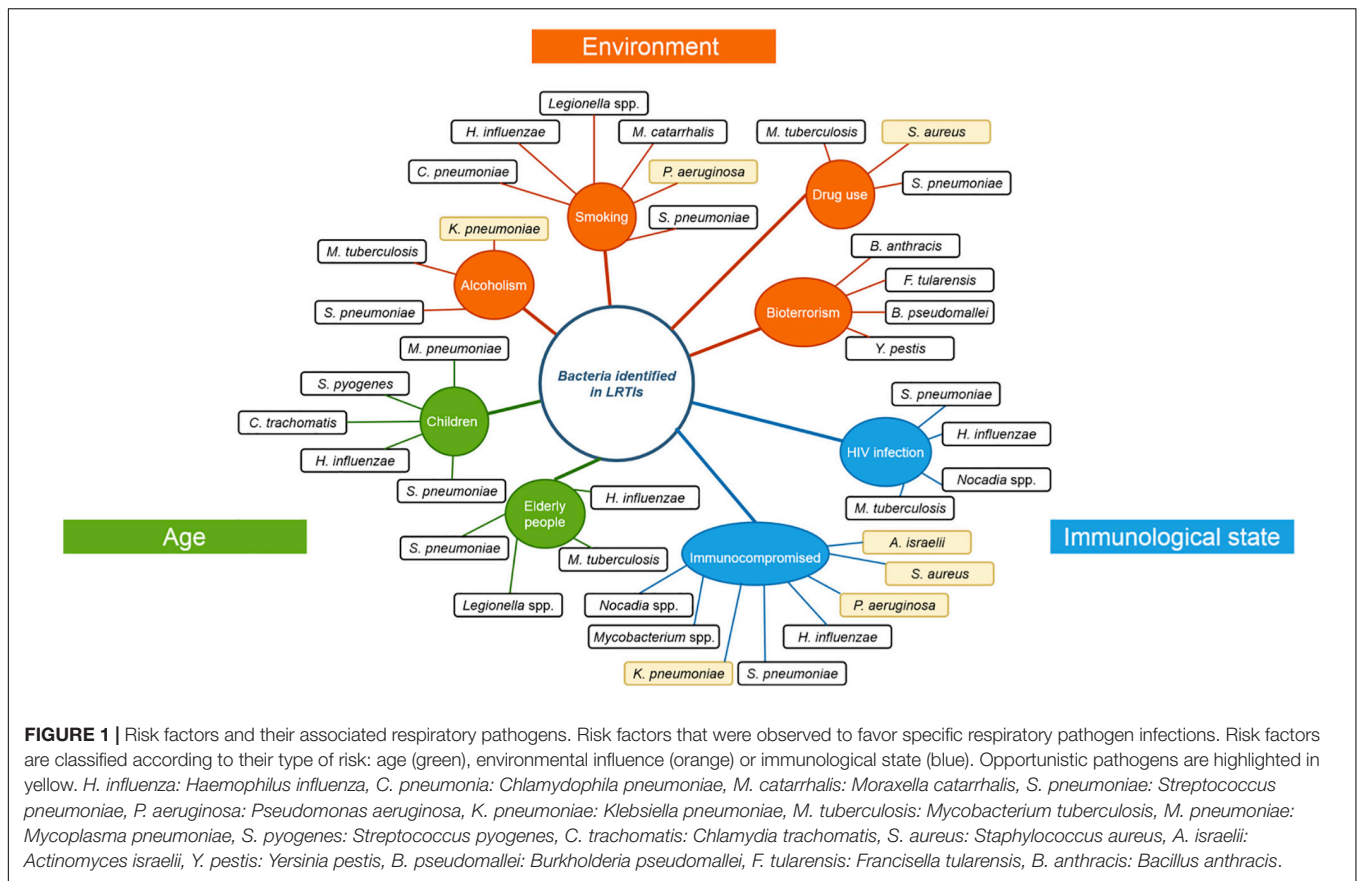 Environment
Legionella spp.
H. influenzae
M. catarrhalis
C. pneumoniae
P. aeruginosa
S. pneumoniae
Smoking
M. tuberculosis
S. aureus
S. pneumoniae
Drug use
K. pneumoniae
M. tuberculosis
S. pneumoniae
Alcoholism
B. anthracis
F. tularensis
B. pseudomallei
Y. pestis
Bioterrorism
Bacteria identified
in LRTIs
M. pneumoniae
S. pyogenes
C. trachomatis
H. influenzae
S. pneumoniae
Children
S. pneumoniae
H. influenzae
Nocadia spp.
M. tuberculosis
HIV infection
Age
Elderly
people
H. influenzae
S. pneumoniae
M. tuberculosis
Legionella spp.
Immunological state
Immunocompromised
A. israelii
S. aureus
P. aeruginosa
Nocadia spp.
H. influenzae
Mycobacterium spp.
K. pneumoniae
S. pneumoniae
FIGURE 1 | Risk factors and their associated respiratory pathogens. Risk factors that were observed to favor specific respiratory pathogen infections. Risk factors
are classified according to their type of risk: age (green), environmental influence (orange) or immunological state (blue). Opportunistic pathogens are highlighted in
yellow. H. influenza: Haemophilus influenza, C. pneumonia: Chlamydophila pneumoniae, M. catarrhalis: Moraxella catarrhalis, S. pneumoniae: Streptococcus
pneumoniae, P. aeruginosa: Pseudomonas aeruginosa, K. pneumoniae: Klebsiella pneumoniae, M. tuberculosis: Mycobacterium tuberculosis, M. pneumoniae:
Mycoplasma pneumoniae, S. pyogenes: Streptococcus pyogenes, C. trachomatis: Chlamydia trachomatis, S. aureus: Staphylococcus aureus, A. israelii:
Actinomyces israelii, Y. pestis: Yersinia pestis, B. pseudomallei: Burkholderia pseudomallei, F. tularensis: Francisella tularensis, B. anthracis: Bacillus anthracis.